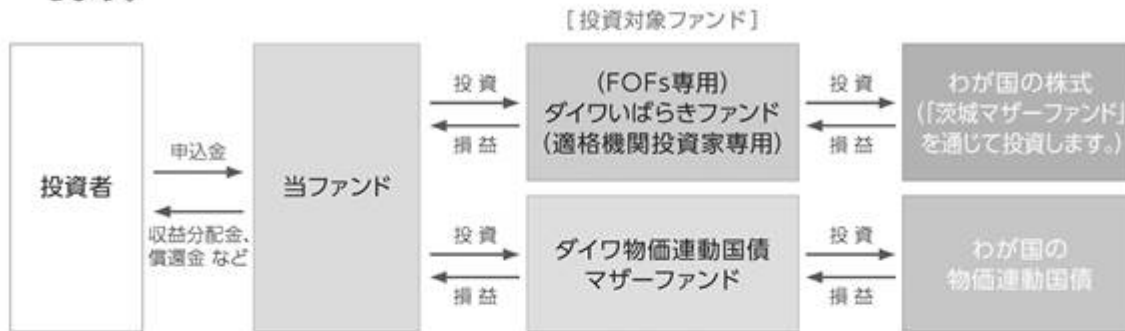 [投資対象ファンド]
投資者
申込金
収益分配金、
償還金 など
当ファンド
投資
損益
(FOFs専用)
ダイワいばらきファンド
(適格機関投資家専用)
投資
損益
わが国の株式
(「茨城マザーファンド」
を通じて投資します。)
投資
損益
ダイワ物価連動国債
マザーファンド
投資
損益
わが国の
物価連動国債